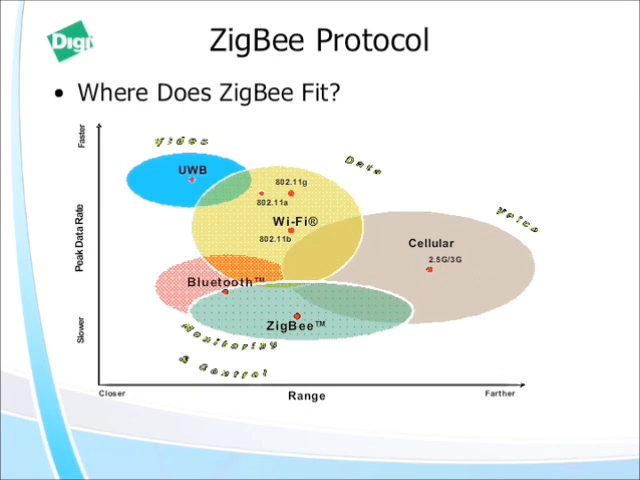 Digi
ZigBee Protocol
• Where Does ZigBee Fit?
Faster
Peak Data Rate
Slower
Video
Data
Voice
UWB
802.11g
802.11a
Wi-Fi®
802.11b
Cellular
2.5G/3G
Bluetooth™
ZigBee™
Monitoring
& Control
Closer
Range
Farther